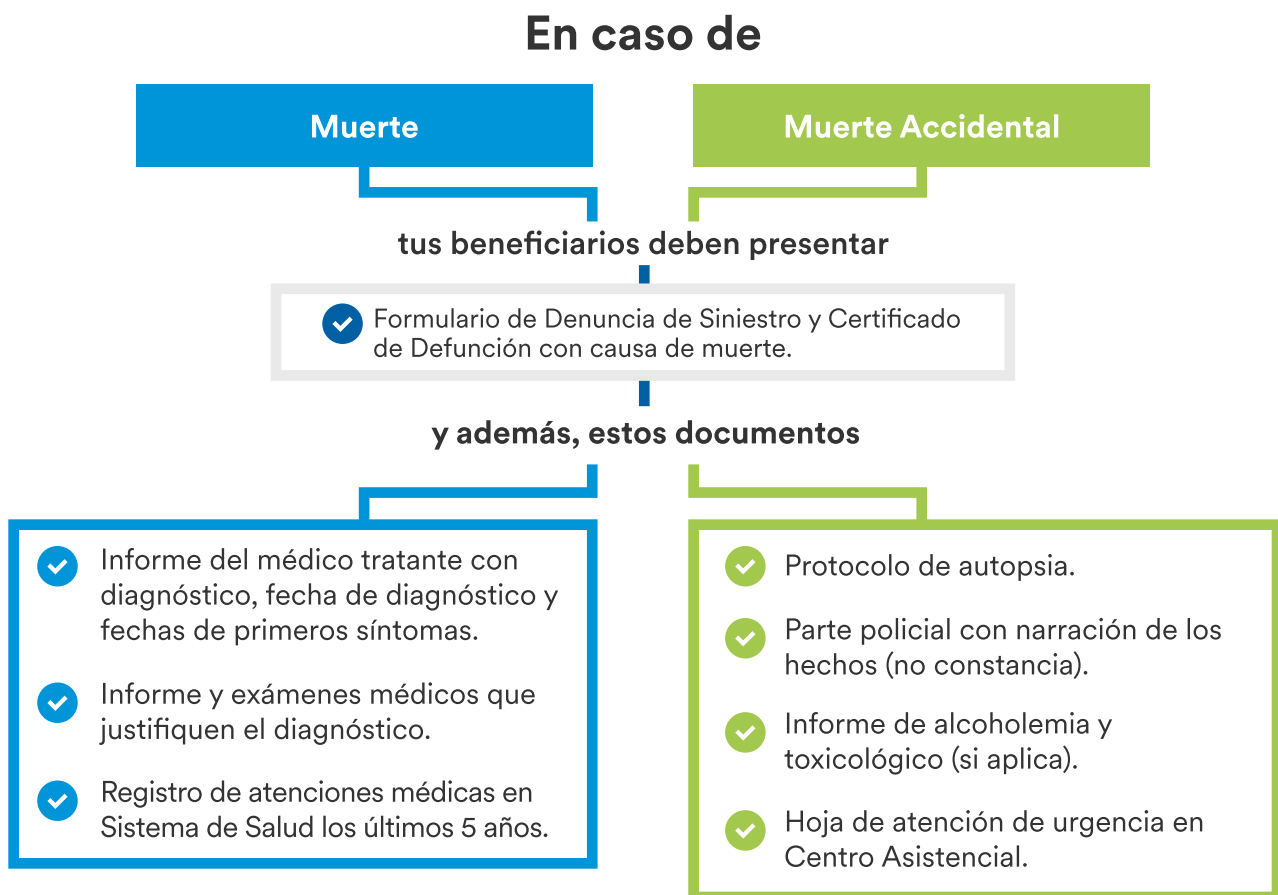 En caso de
Muerte
Muerte Accidental
tus beneficiarios deben presentar
Formulario de Denuncia de Siniestro y Certificado
de Defunción con causa de muerte.
y además, estos documentos
Informe del médico tratante con
diagnóstico, fecha de diagnóstico y
fechas de primeros síntomas.
Informe y exámenes médicos que
justifiquen el diagnóstico.
Registro de atenciones médicas en
Sistema de Salud los últimos 5 años.
Protocolo de autopsia.
Parte policial con narración de los
hechos (no constancia).
Informe de alcoholemia y
toxicológico (si aplica).
Hoja de atención de urgencia en
Centro Asistencial.